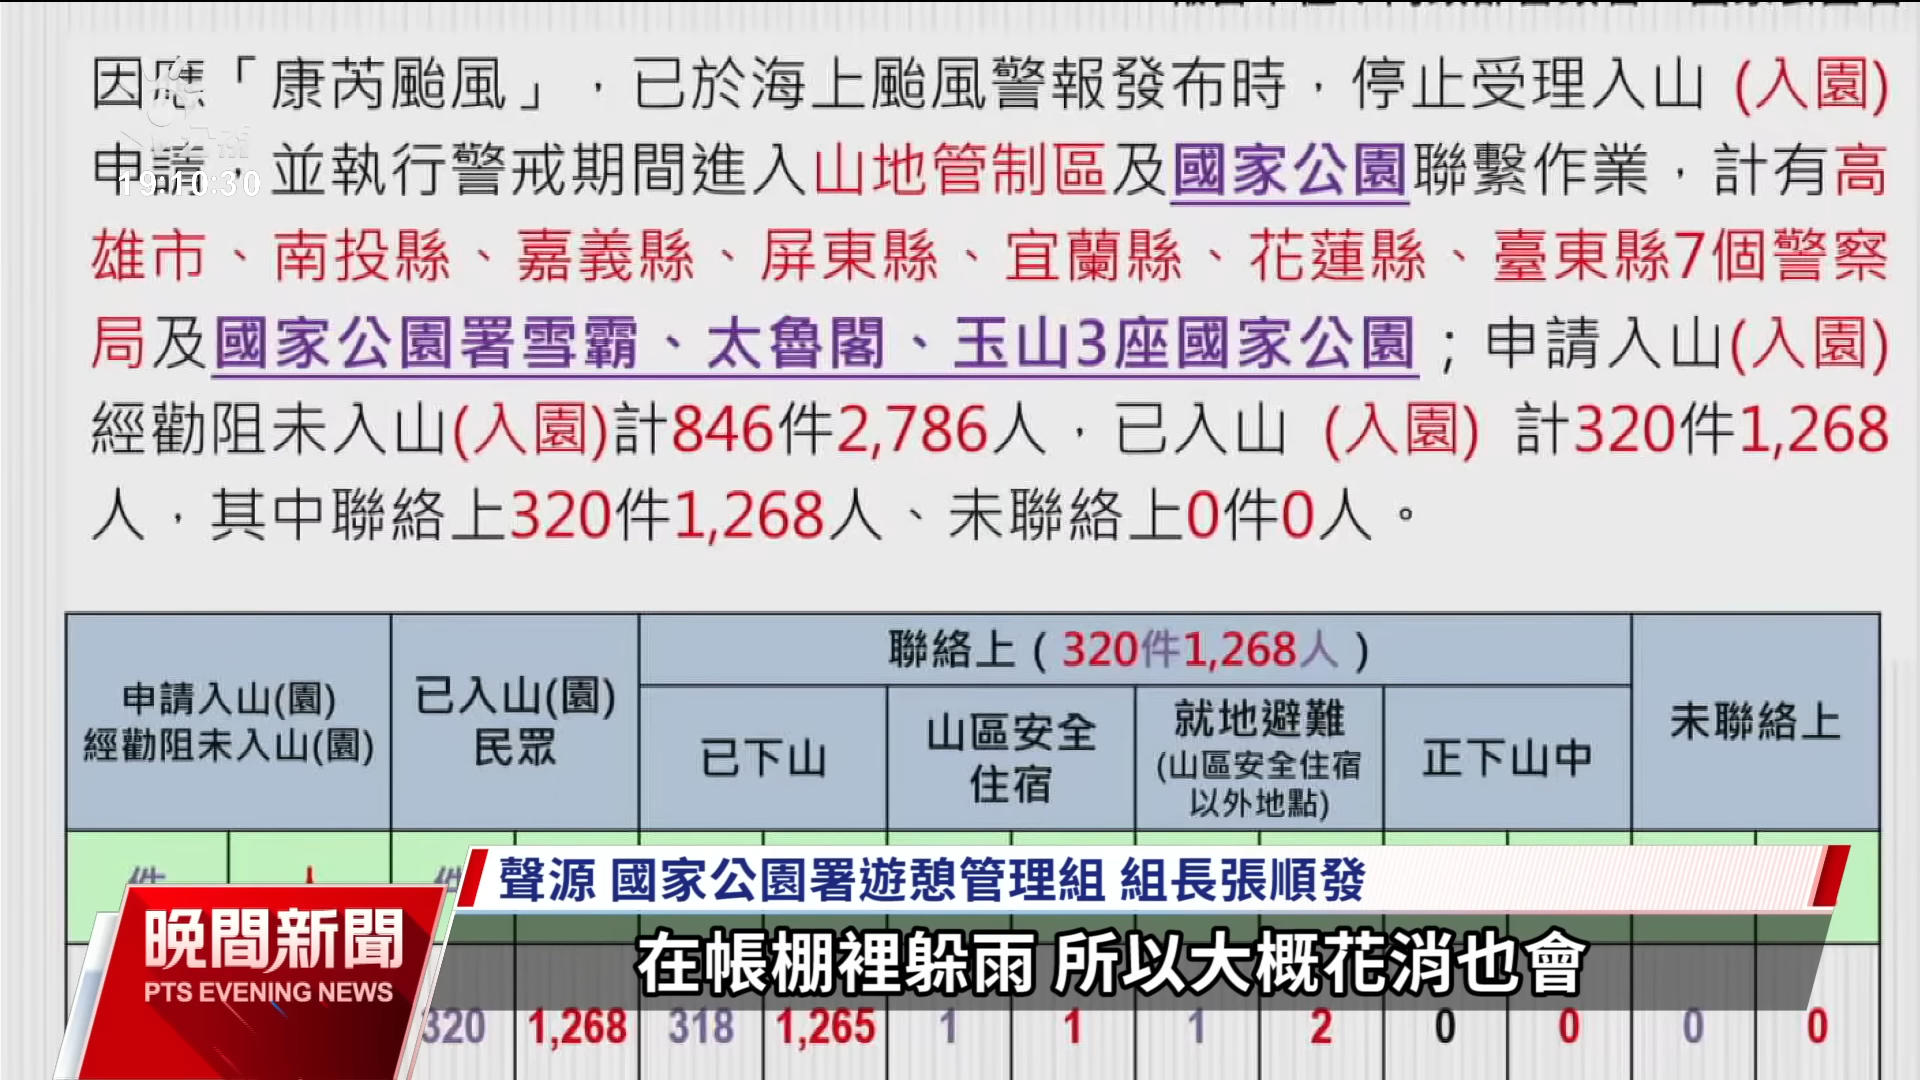 因應「康芮颱風」，已於海上颱風警報發布時，停止受理入山 (入園)
申請，並執行警戒期間進入山地管制區及國家公園聯繫作業，計有高
19:10:30
雄市、南投縣、嘉義縣、屏東縣、宜蘭縣、花蓮縣、臺東縣7個警察
局及國家公園署雪霸、太魯閣、玉山3座國家公園；申請入山(入園)
經勸阻未入山(入園)計846件2,786人，已入山 (入園) 計320件1,268
人，其中聯絡上320件1,268人、未聯絡上0件0人。
聯絡上（320件1,268人）
申請入山(園)
經勸阻未入山(園)
已入山(園)
民眾
已下山
山區安全
住宿
就地避難
(山區安全住宿
以外地點)
正下山中
未聯絡上
件 人 件
聲源 國家公園署遊憩管理組 組長張順發
晚間新聞
PTS EVENING NEWS
在帳棚裡躲雨 所以大概花消也會
320 1,268 318 1,265 1 1 1 2 0 0 0 0